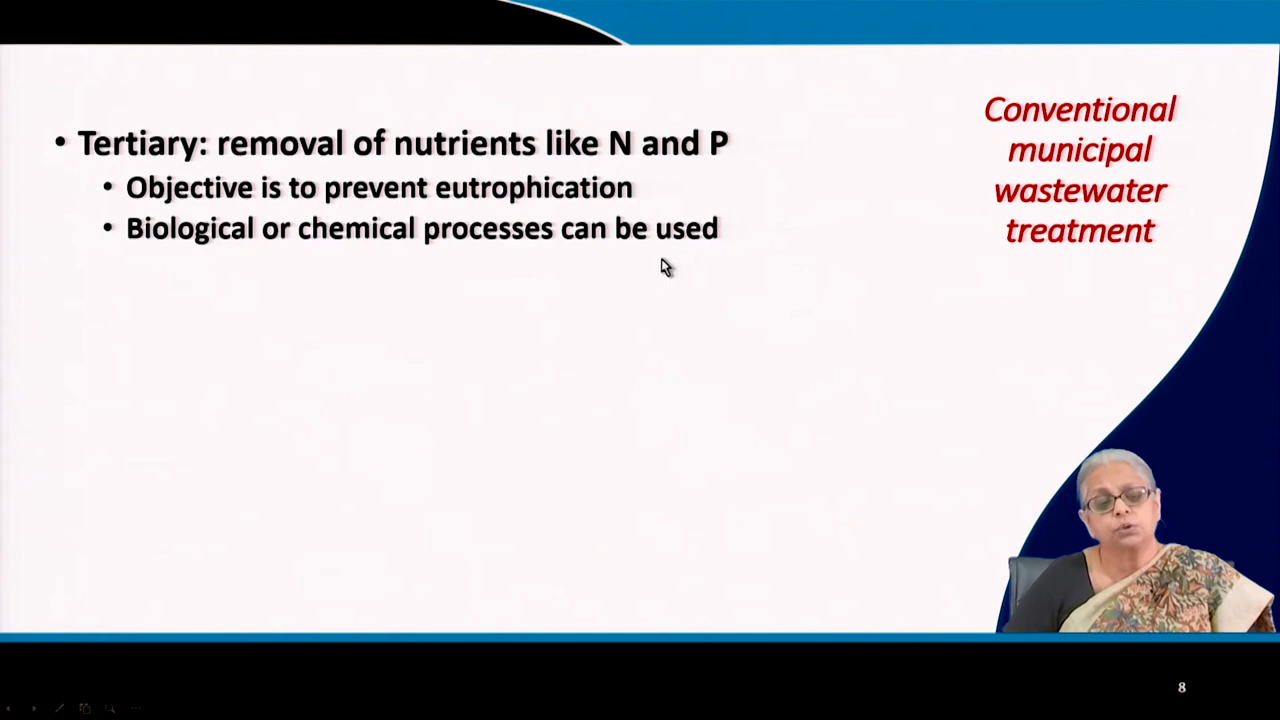 • Tertiary: removal of nutrients like N and P
• Objective is to prevent eutrophication
• Biological or chemical processes can be used
Conventional
municipal
wastewater
treatment
8